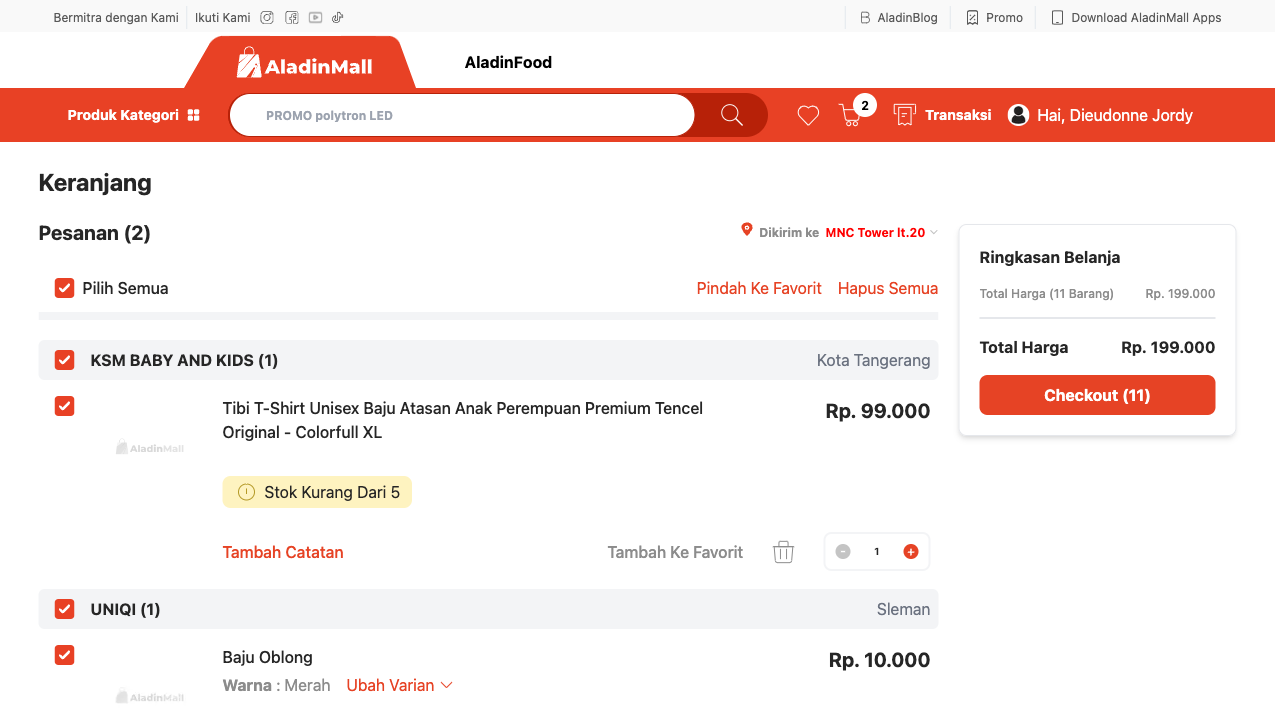 Bermitra dengan Kami Ikuti Kami AladinBlog Promo Download AladinMall Apps
AladinMall AladinFood
Produk Kategori PROMO polytron LED 2 Transaksi Hai, Dieudonne Jordy
Keranjang
Pesanan (2) Dikirim ke MNC Tower lt.20
Pilih Semua Pindah Ke Favorit Hapus Semua
KSM BABY AND KIDS (1) Kota Tangerang
Tibi T-Shirt Unisex Baju Atasan Anak Perempuan Premium Tencel Rp. 99.000
Original - Colorfull XL
AladinMall
Stok Kurang Dari 5
Tambah Catatan Tambah Ke Favorit - 1 +
UNIQI (1) Sleman
Baju Oblong Rp. 10.000
Warna : Merah Ubah Varian
AladinMall
Ringkasan Belanja
Total Harga (11 Barang) Rp. 199.000
Total Harga Rp. 199.000
Checkout (11)